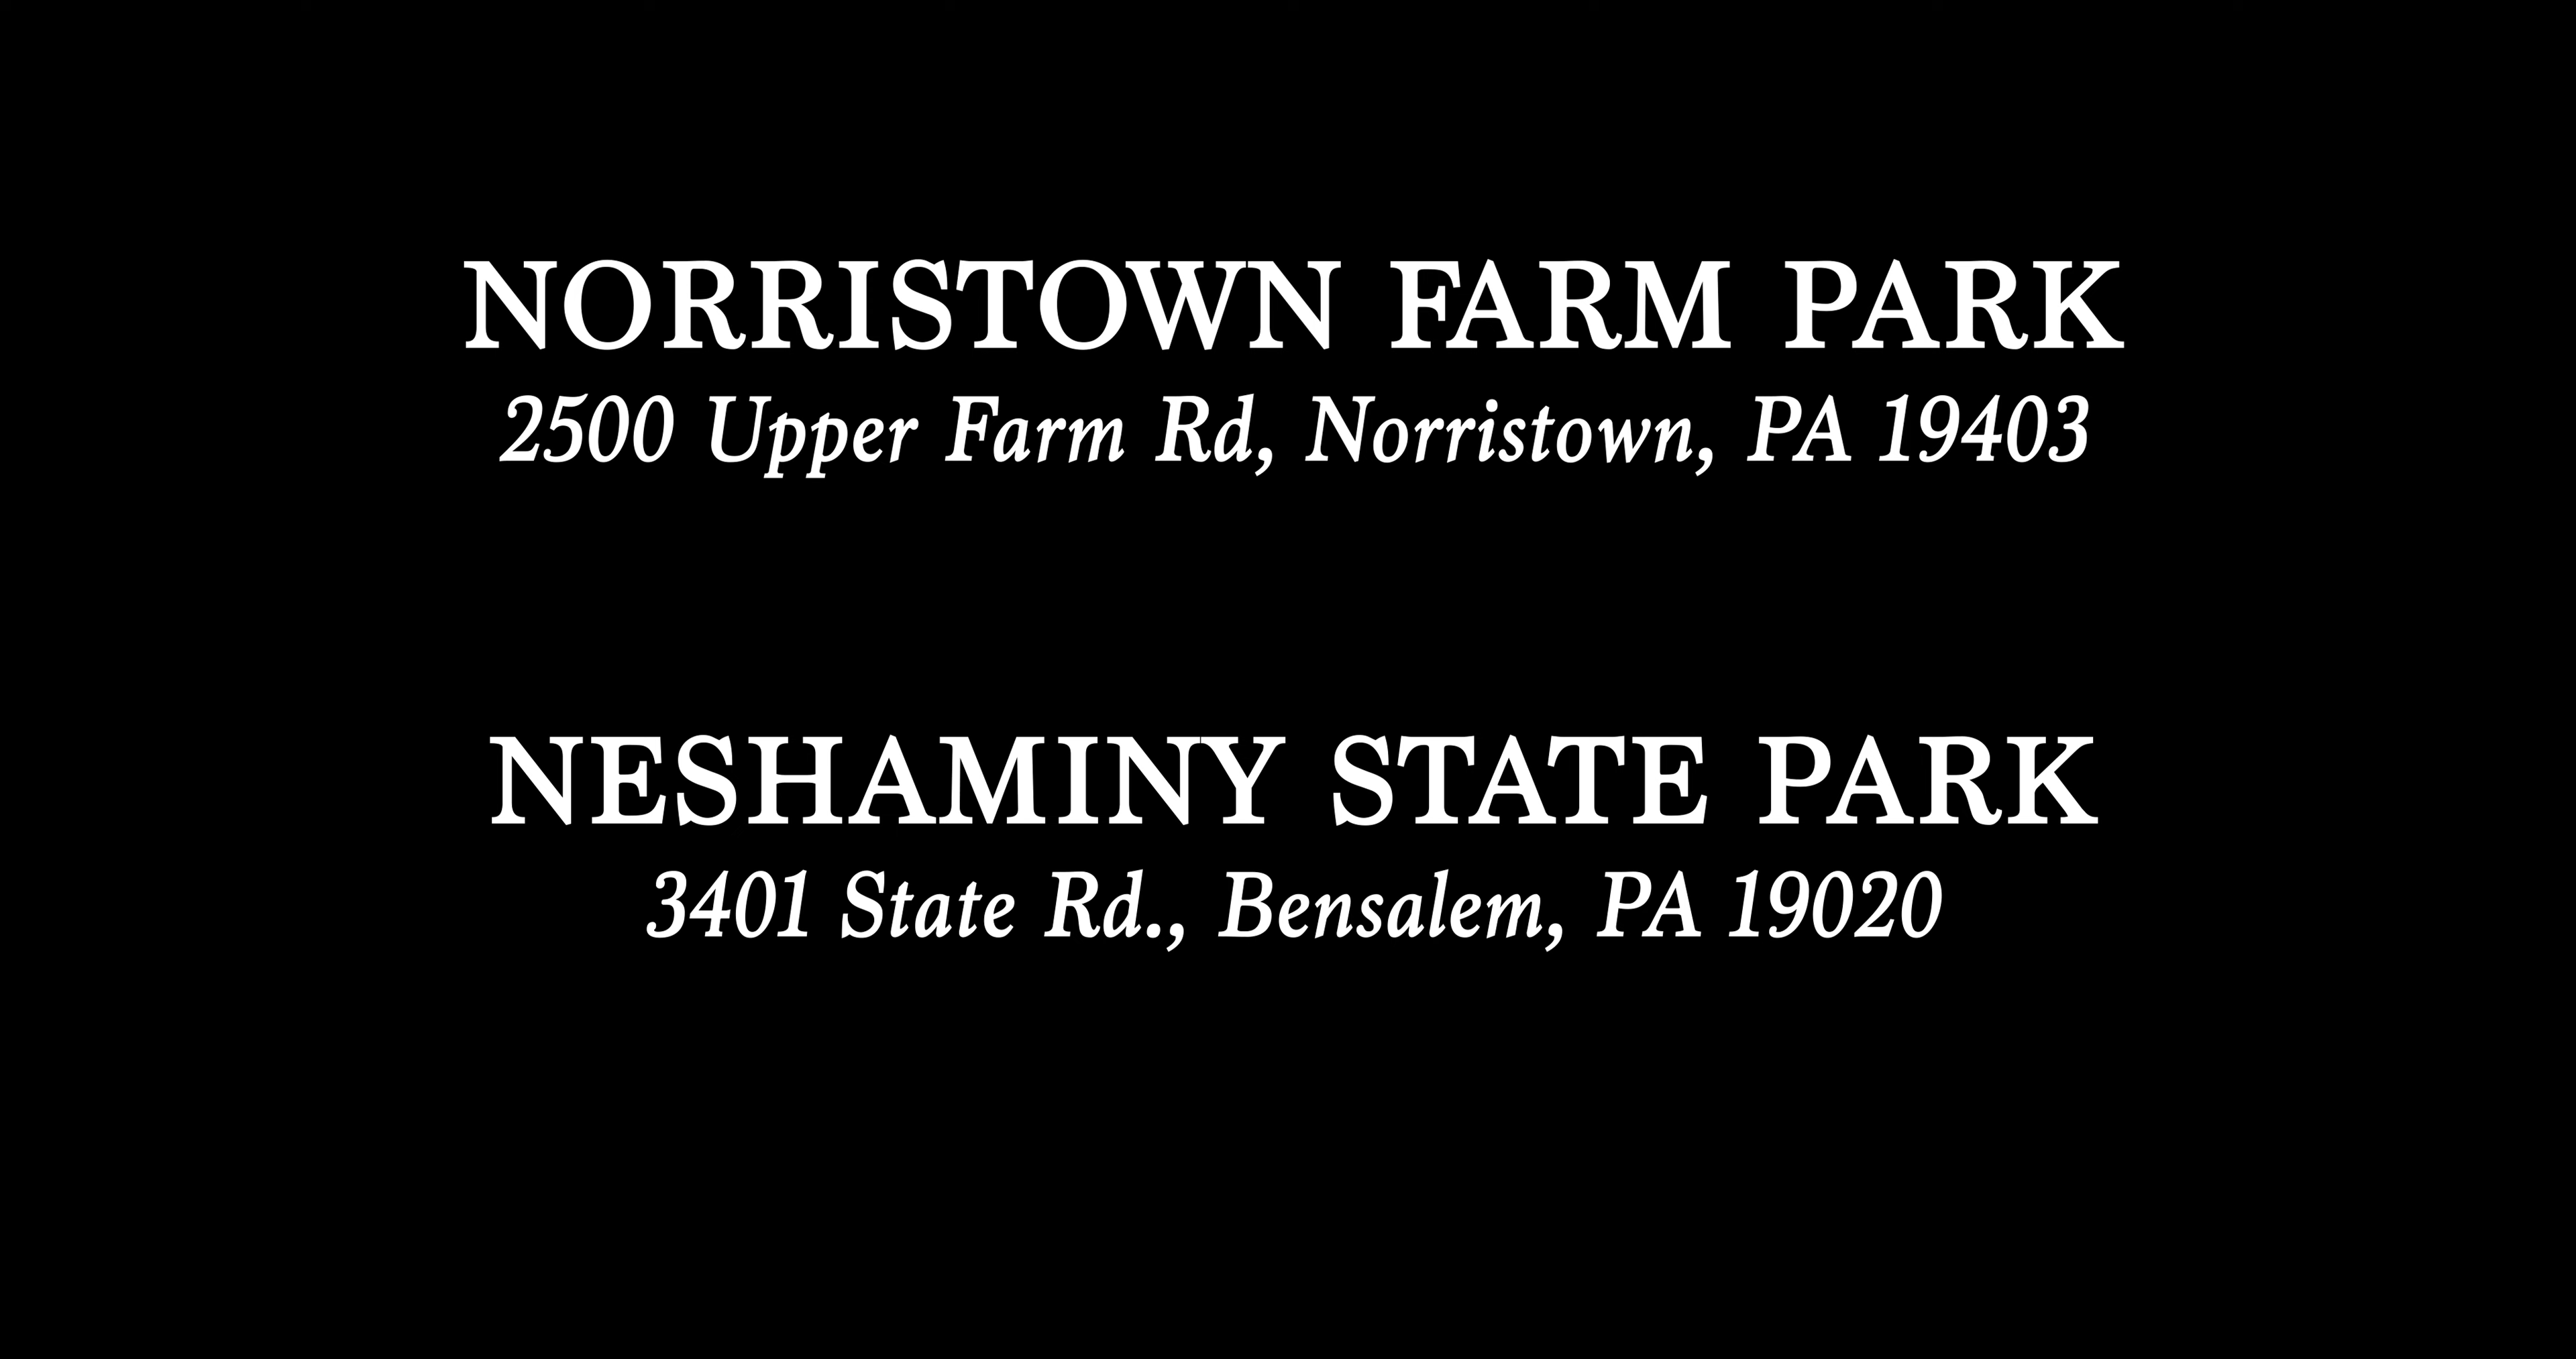 NORRISTOWN FARM PARK
2500 Upper Farm Rd, Norristown, PA 19403
NESHAMINY STATE PARK
3401 State Rd., Bensalem, PA 19020